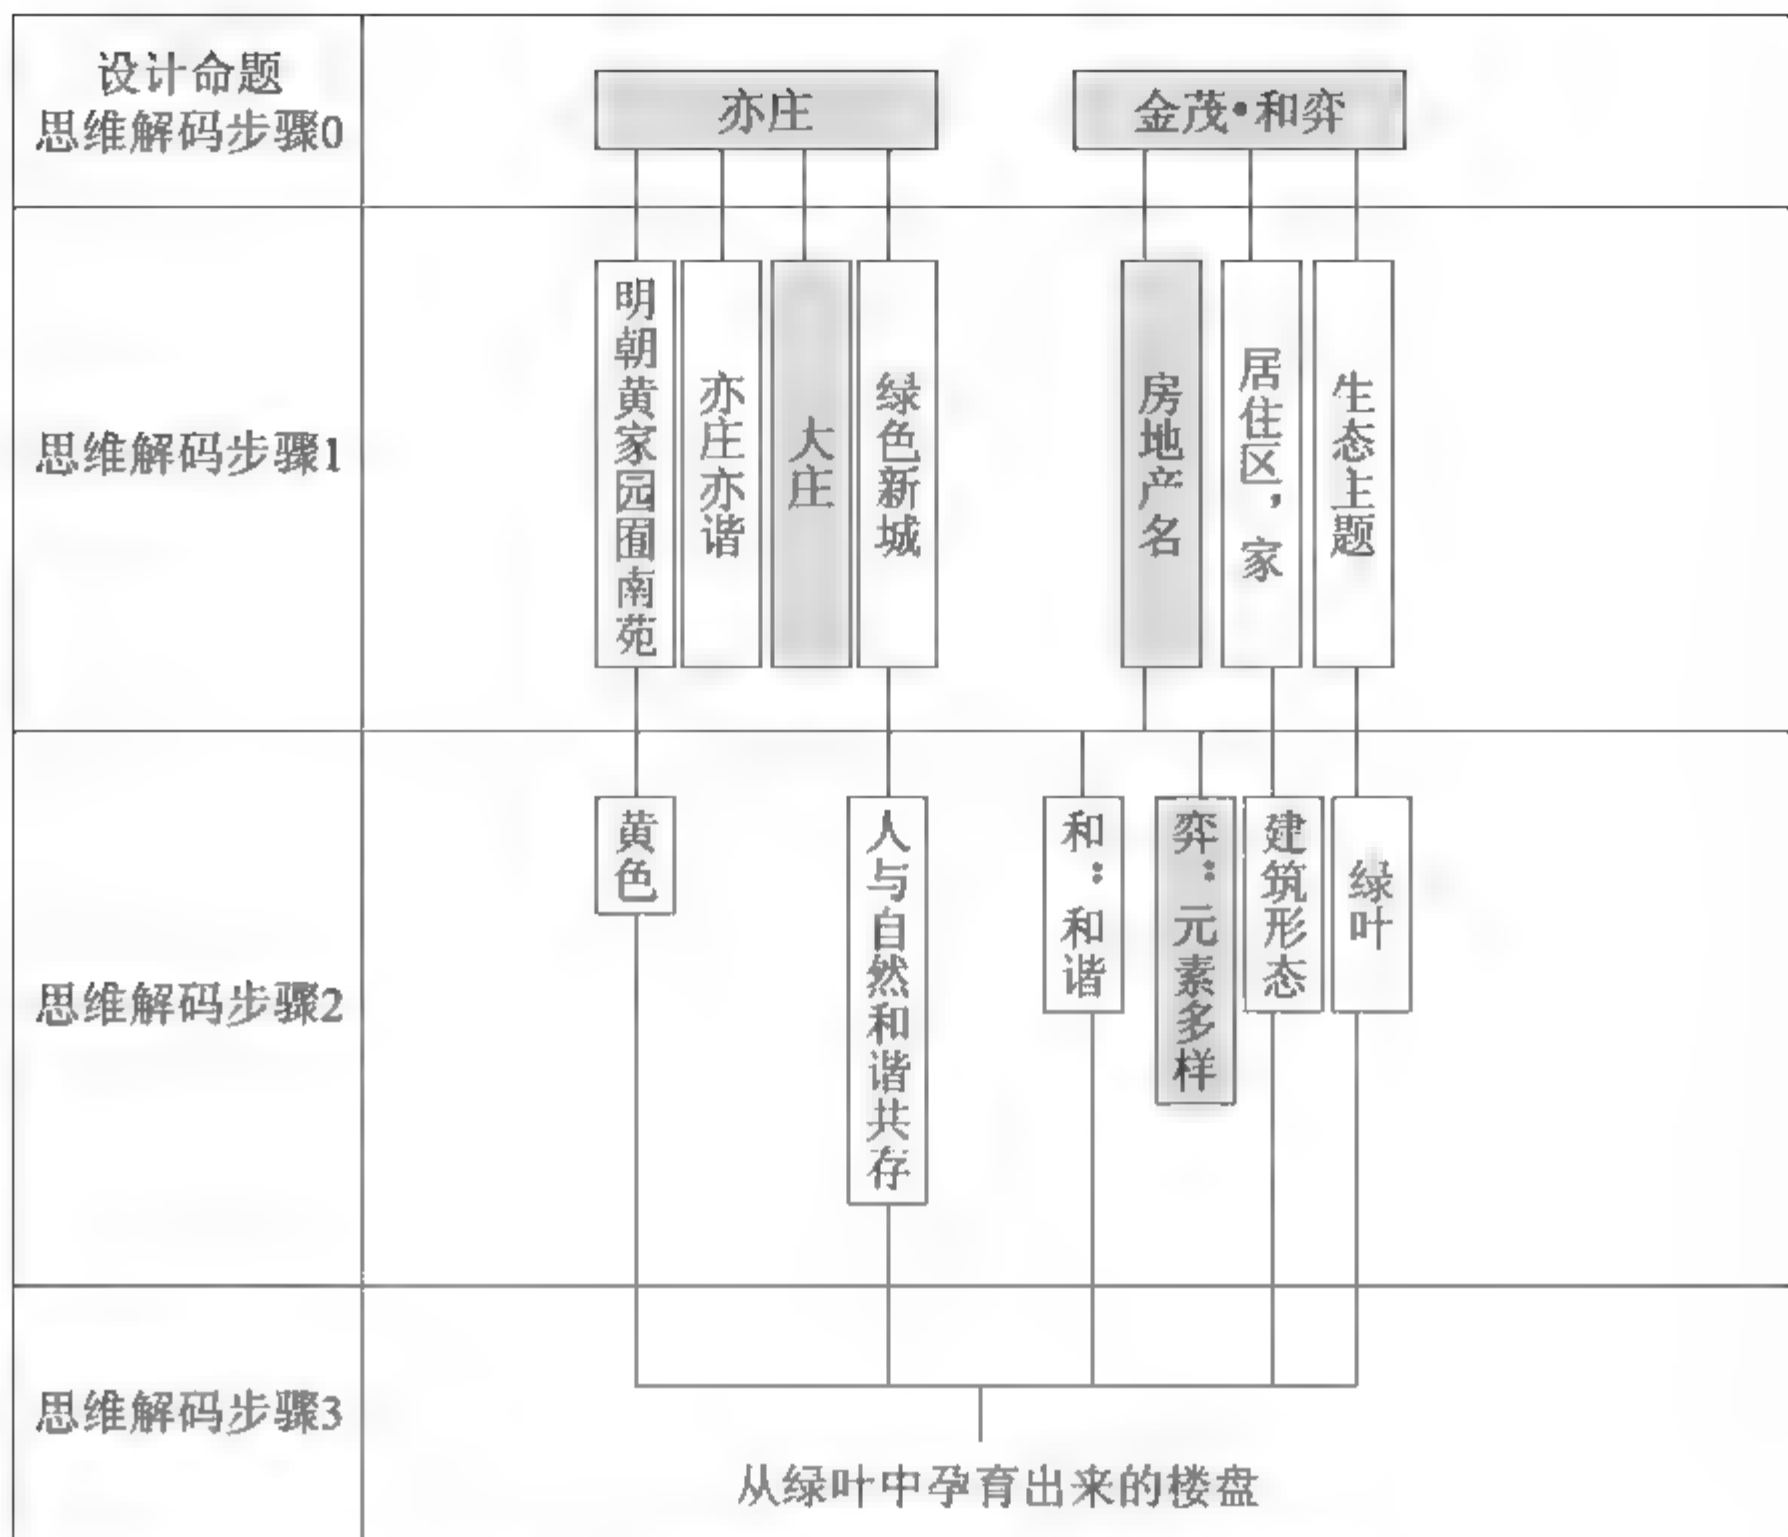 设计命题
思维解码步骤0
亦庄
金茂·和弈
思维解码步骤1
明朝黄家园囿南苑
亦庄亦谐
大庄
绿色新城
房地产名
居住区，家
生态主题
思维解码步骤2
黄色
人与自然和谐共存
和：和谐
弈：元素多样
建筑形态
绿叶
思维解码步骤3
从绿叶中孕育出来的楼盘